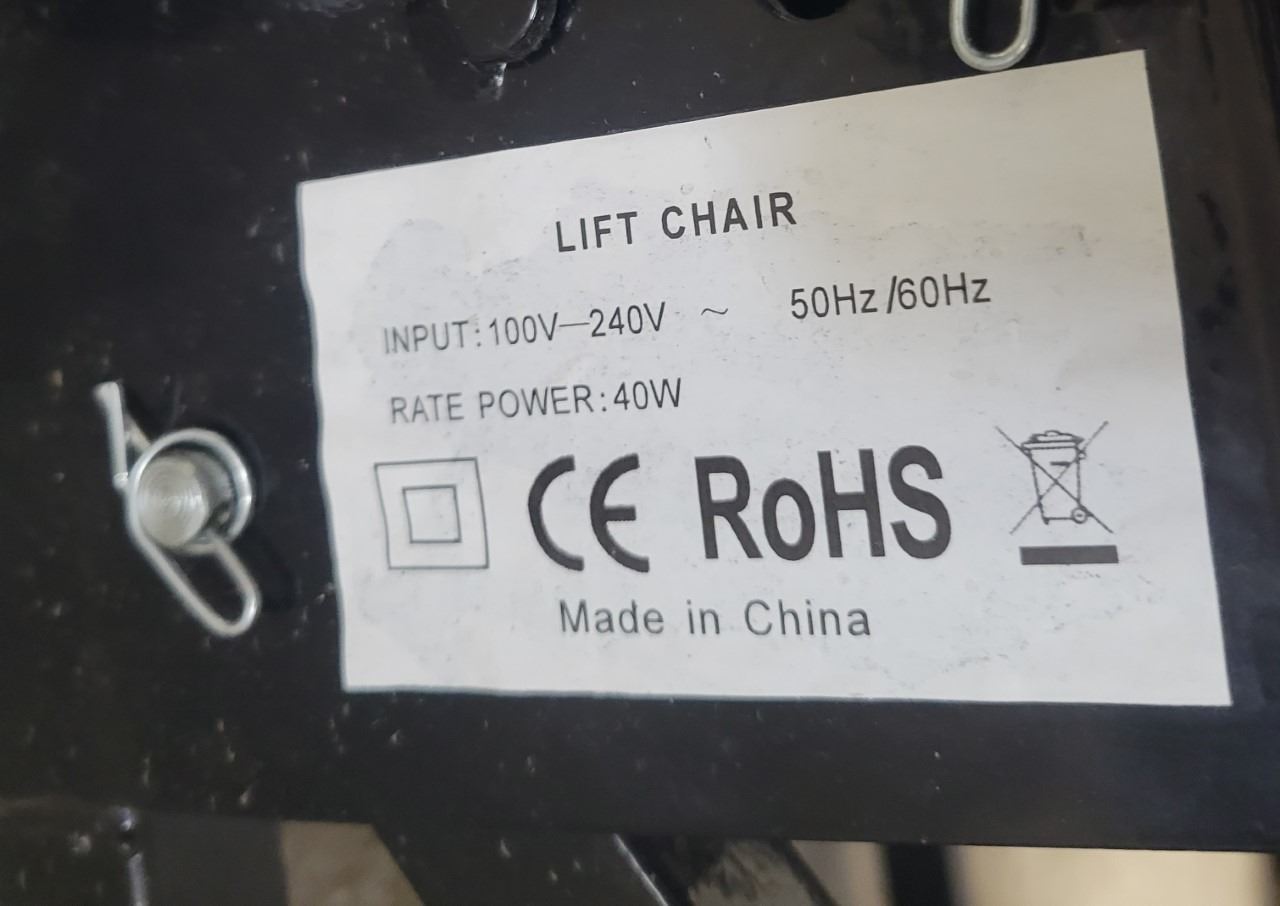 LIFT CHAIR
INPUT:100V—240V ~ 50Hz/60Hz
RATE POWER:40W
CE RoHS
Made in China